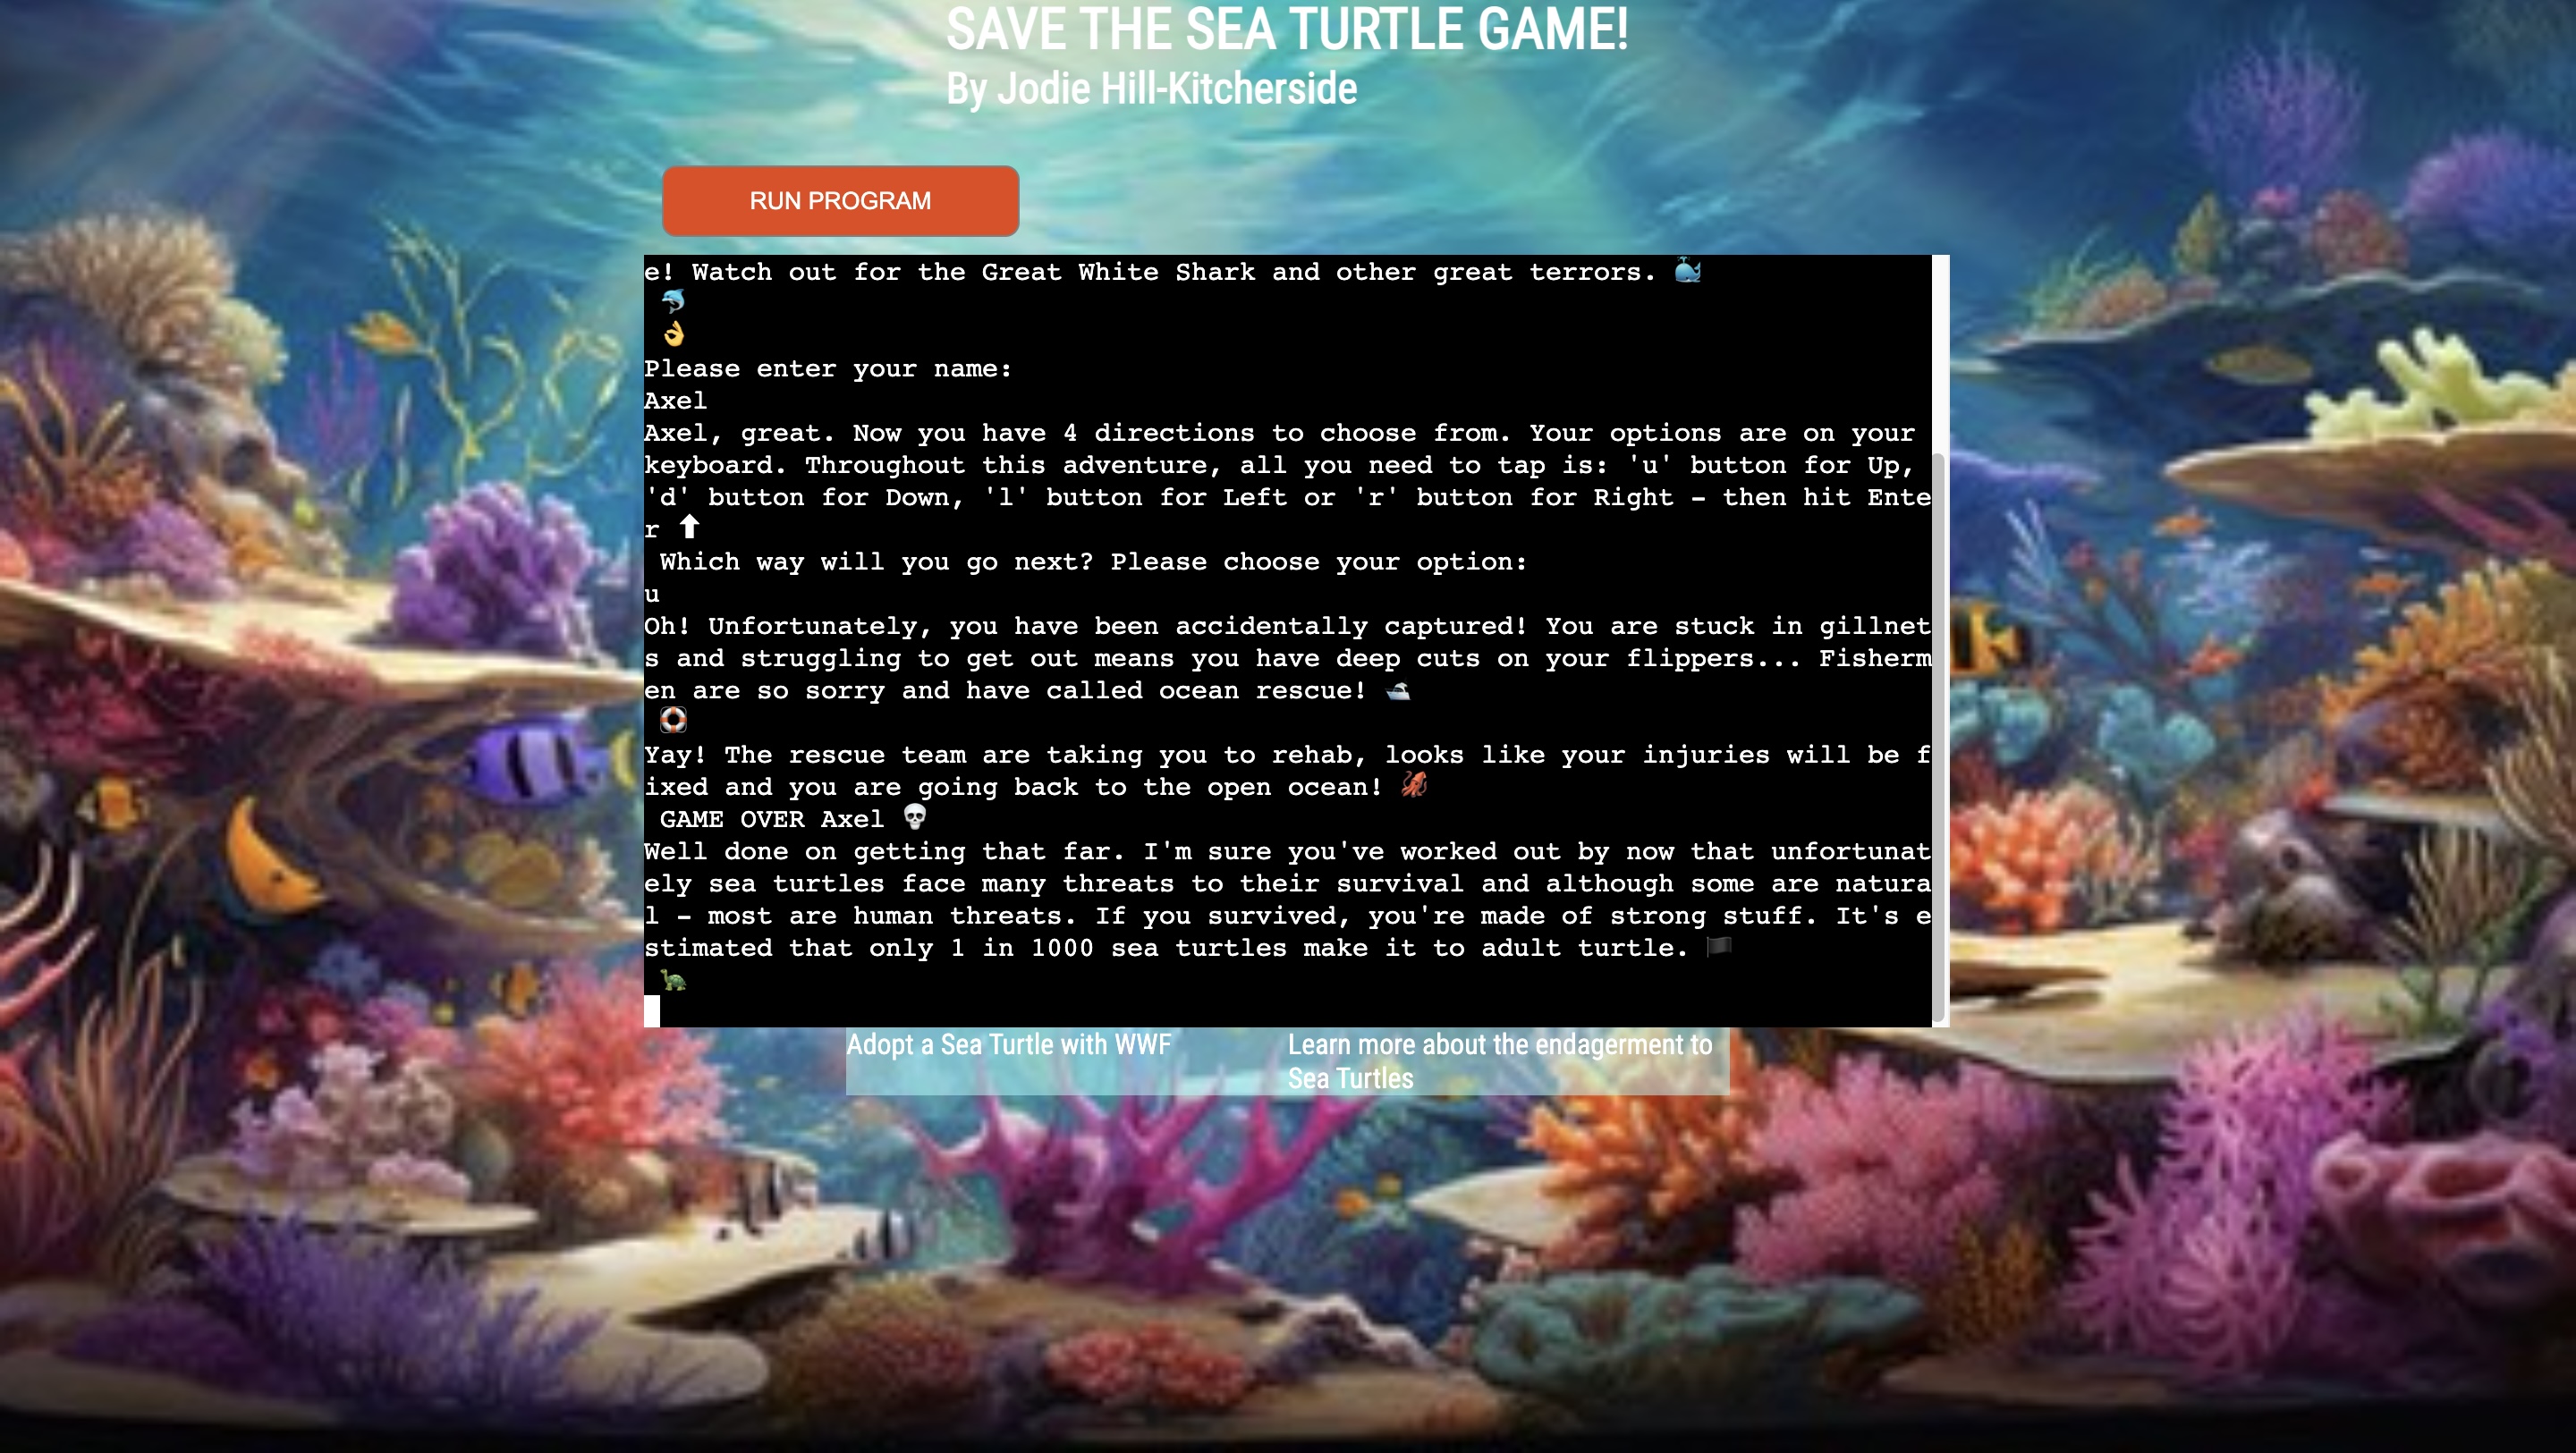 SAVE THE SEA TURTLE GAME!
By Jodie Hill-Kitcherside
RUN PROGRAM
e! Watch out for the Great White Shark and other great terrors. 🐳
🐬
👌
Please enter your name:
Axel
Axel, great. Now you have 4 directions to choose from. Your options are on your
keyboard. Throughout this adventure, all you need to tap is: 'u' button for Up,
'd' button for Down, 'l' button for Left or 'r' button for Right - then hit Ente
r ⬆
Which way will you go next? Please choose your option:
u
Oh! Unfortunately, you have been accidentally captured! You are stuck in gillnet
s and struggling to get out means you have deep cuts on your flippers... Fisherm
en are so sorry and have called ocean rescue! 🛥
🛟
Yay! The rescue team are taking you to rehab, looks like your injuries will be f
ixed and you are going back to the open ocean! 🦑
GAME OVER Axel 💀
Well done on getting that far. I'm sure you've worked out by now that unfortunat
ely sea turtles face many threats to their survival and although some are natura
l - most are human threats. If you survived, you're made of strong stuff. It's e
stimated that only 1 in 1000 sea turtles make it to adult turtle. 🏴
🐢
Adopt a Sea Turtle with WWF
Learn more about the endagerment to
Sea Turtles